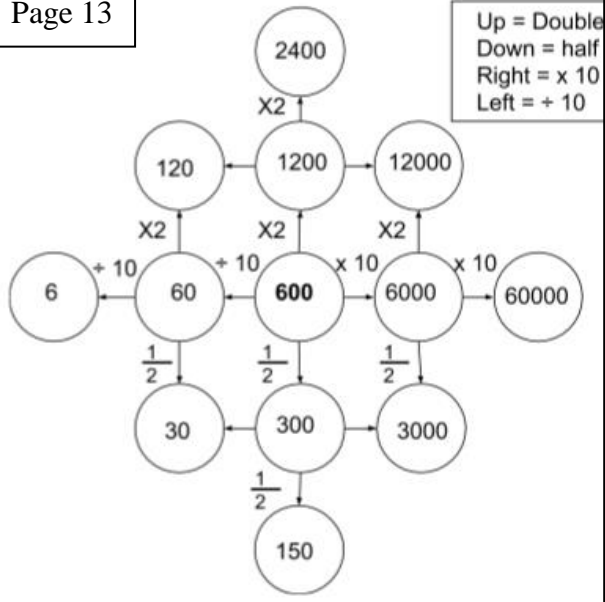 Page 13
Up = Double
Down = half
Right = x 10
Left = ÷ 10
2400
X2
120
1200
12000
X2
X2
X2
÷ 10
÷ 10
x 10
x 10
6
60
600
6000
60000
1/2
1/2
1/2
30
300
3000
1/2
150